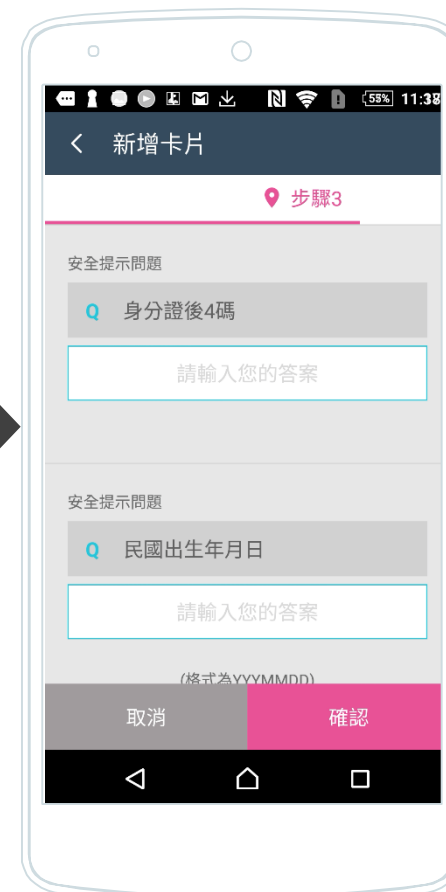 55% 11:38
新增卡片
步驟3
安全提示問題
Q 身分證後4碼
請輸入您的答案
安全提示問題
Q 民國出生年月日
請輸入您的答案
(格式為YYYMMDD)
取消 確認